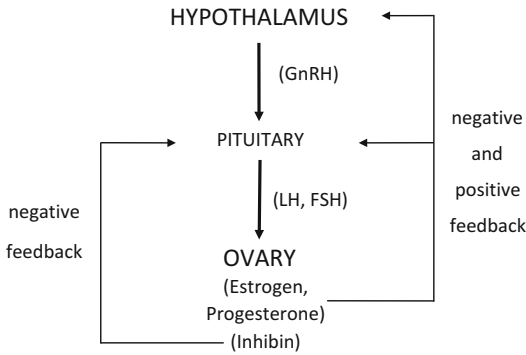 HYPOTHALAMUS
(GnRH)
PITUITARY
(LH, FSH)
OVARY
(Estrogen,
Progesterone)
(Inhibin)
negative
feedback
negative
and
positive
feedback